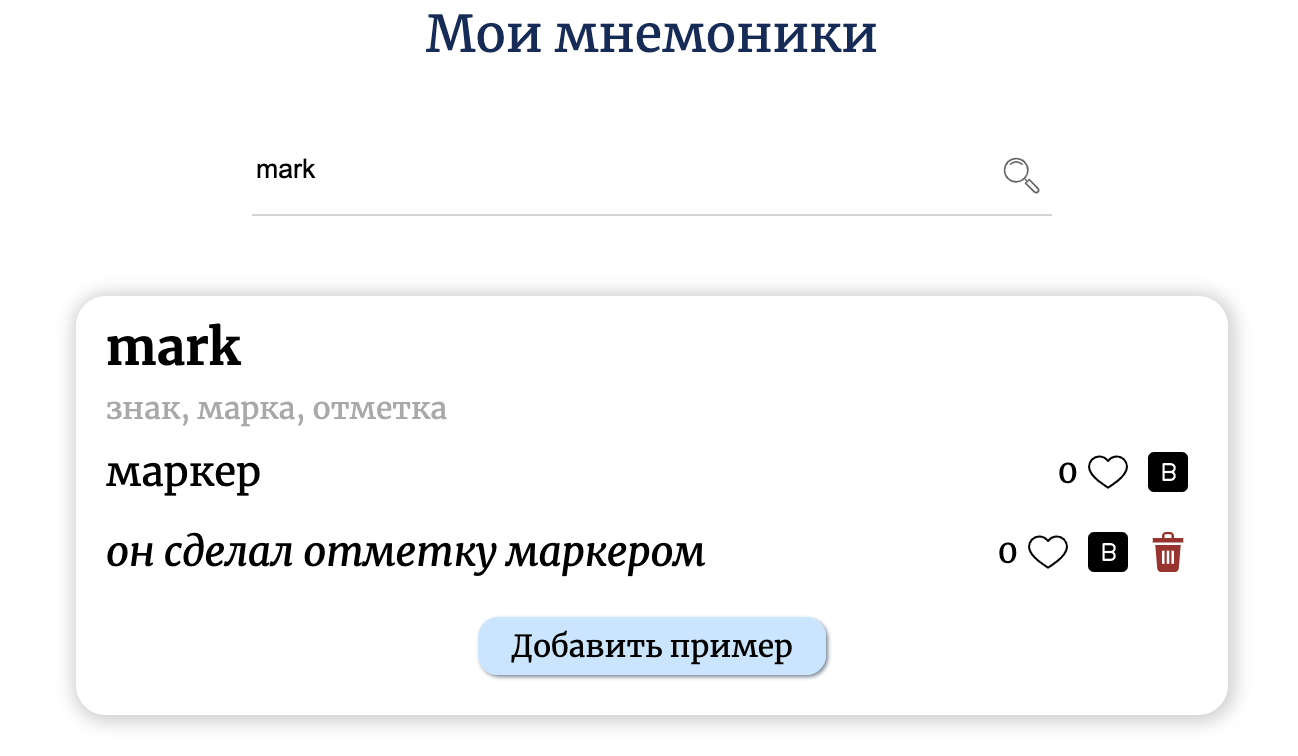 Мои мнемоники
mark
mark
знак, марка, отметка
маркер 0 B
он сделал отметку маркером 0 B
Добавить пример